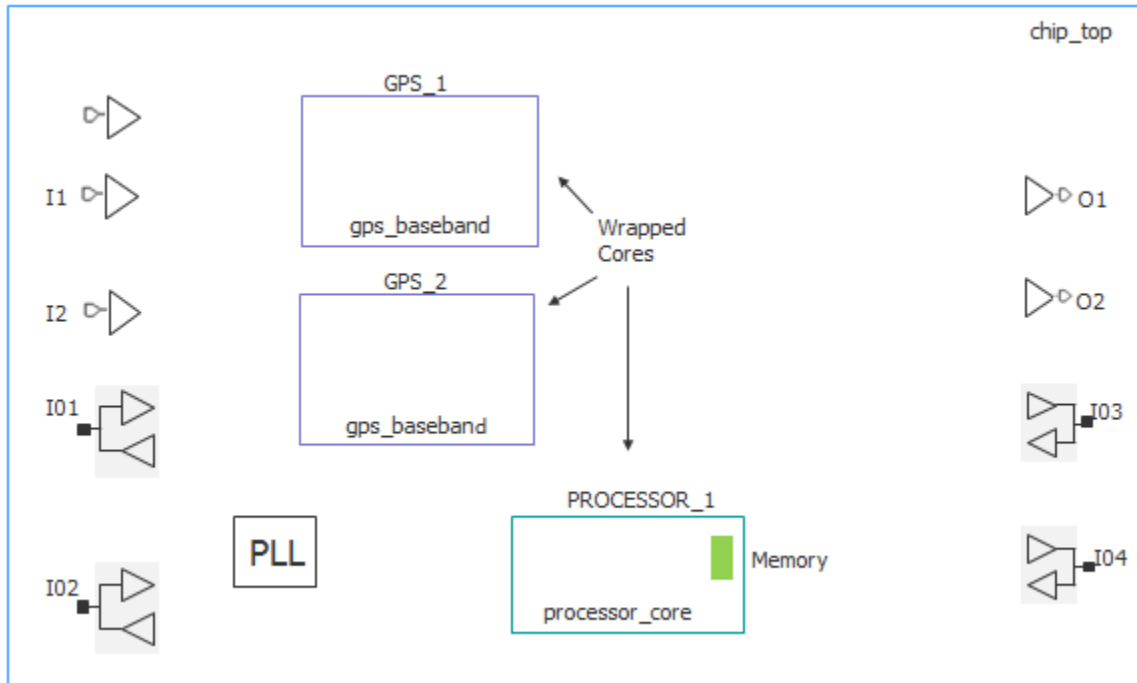 chip_top
GPS_1
I1
gps_baseband
Wrapped
Cores
O1
GPS_2
I2
O2
I01
gps_baseband
I03
PROCESSOR_1
PLL
Memory
I04
I02
processor_core